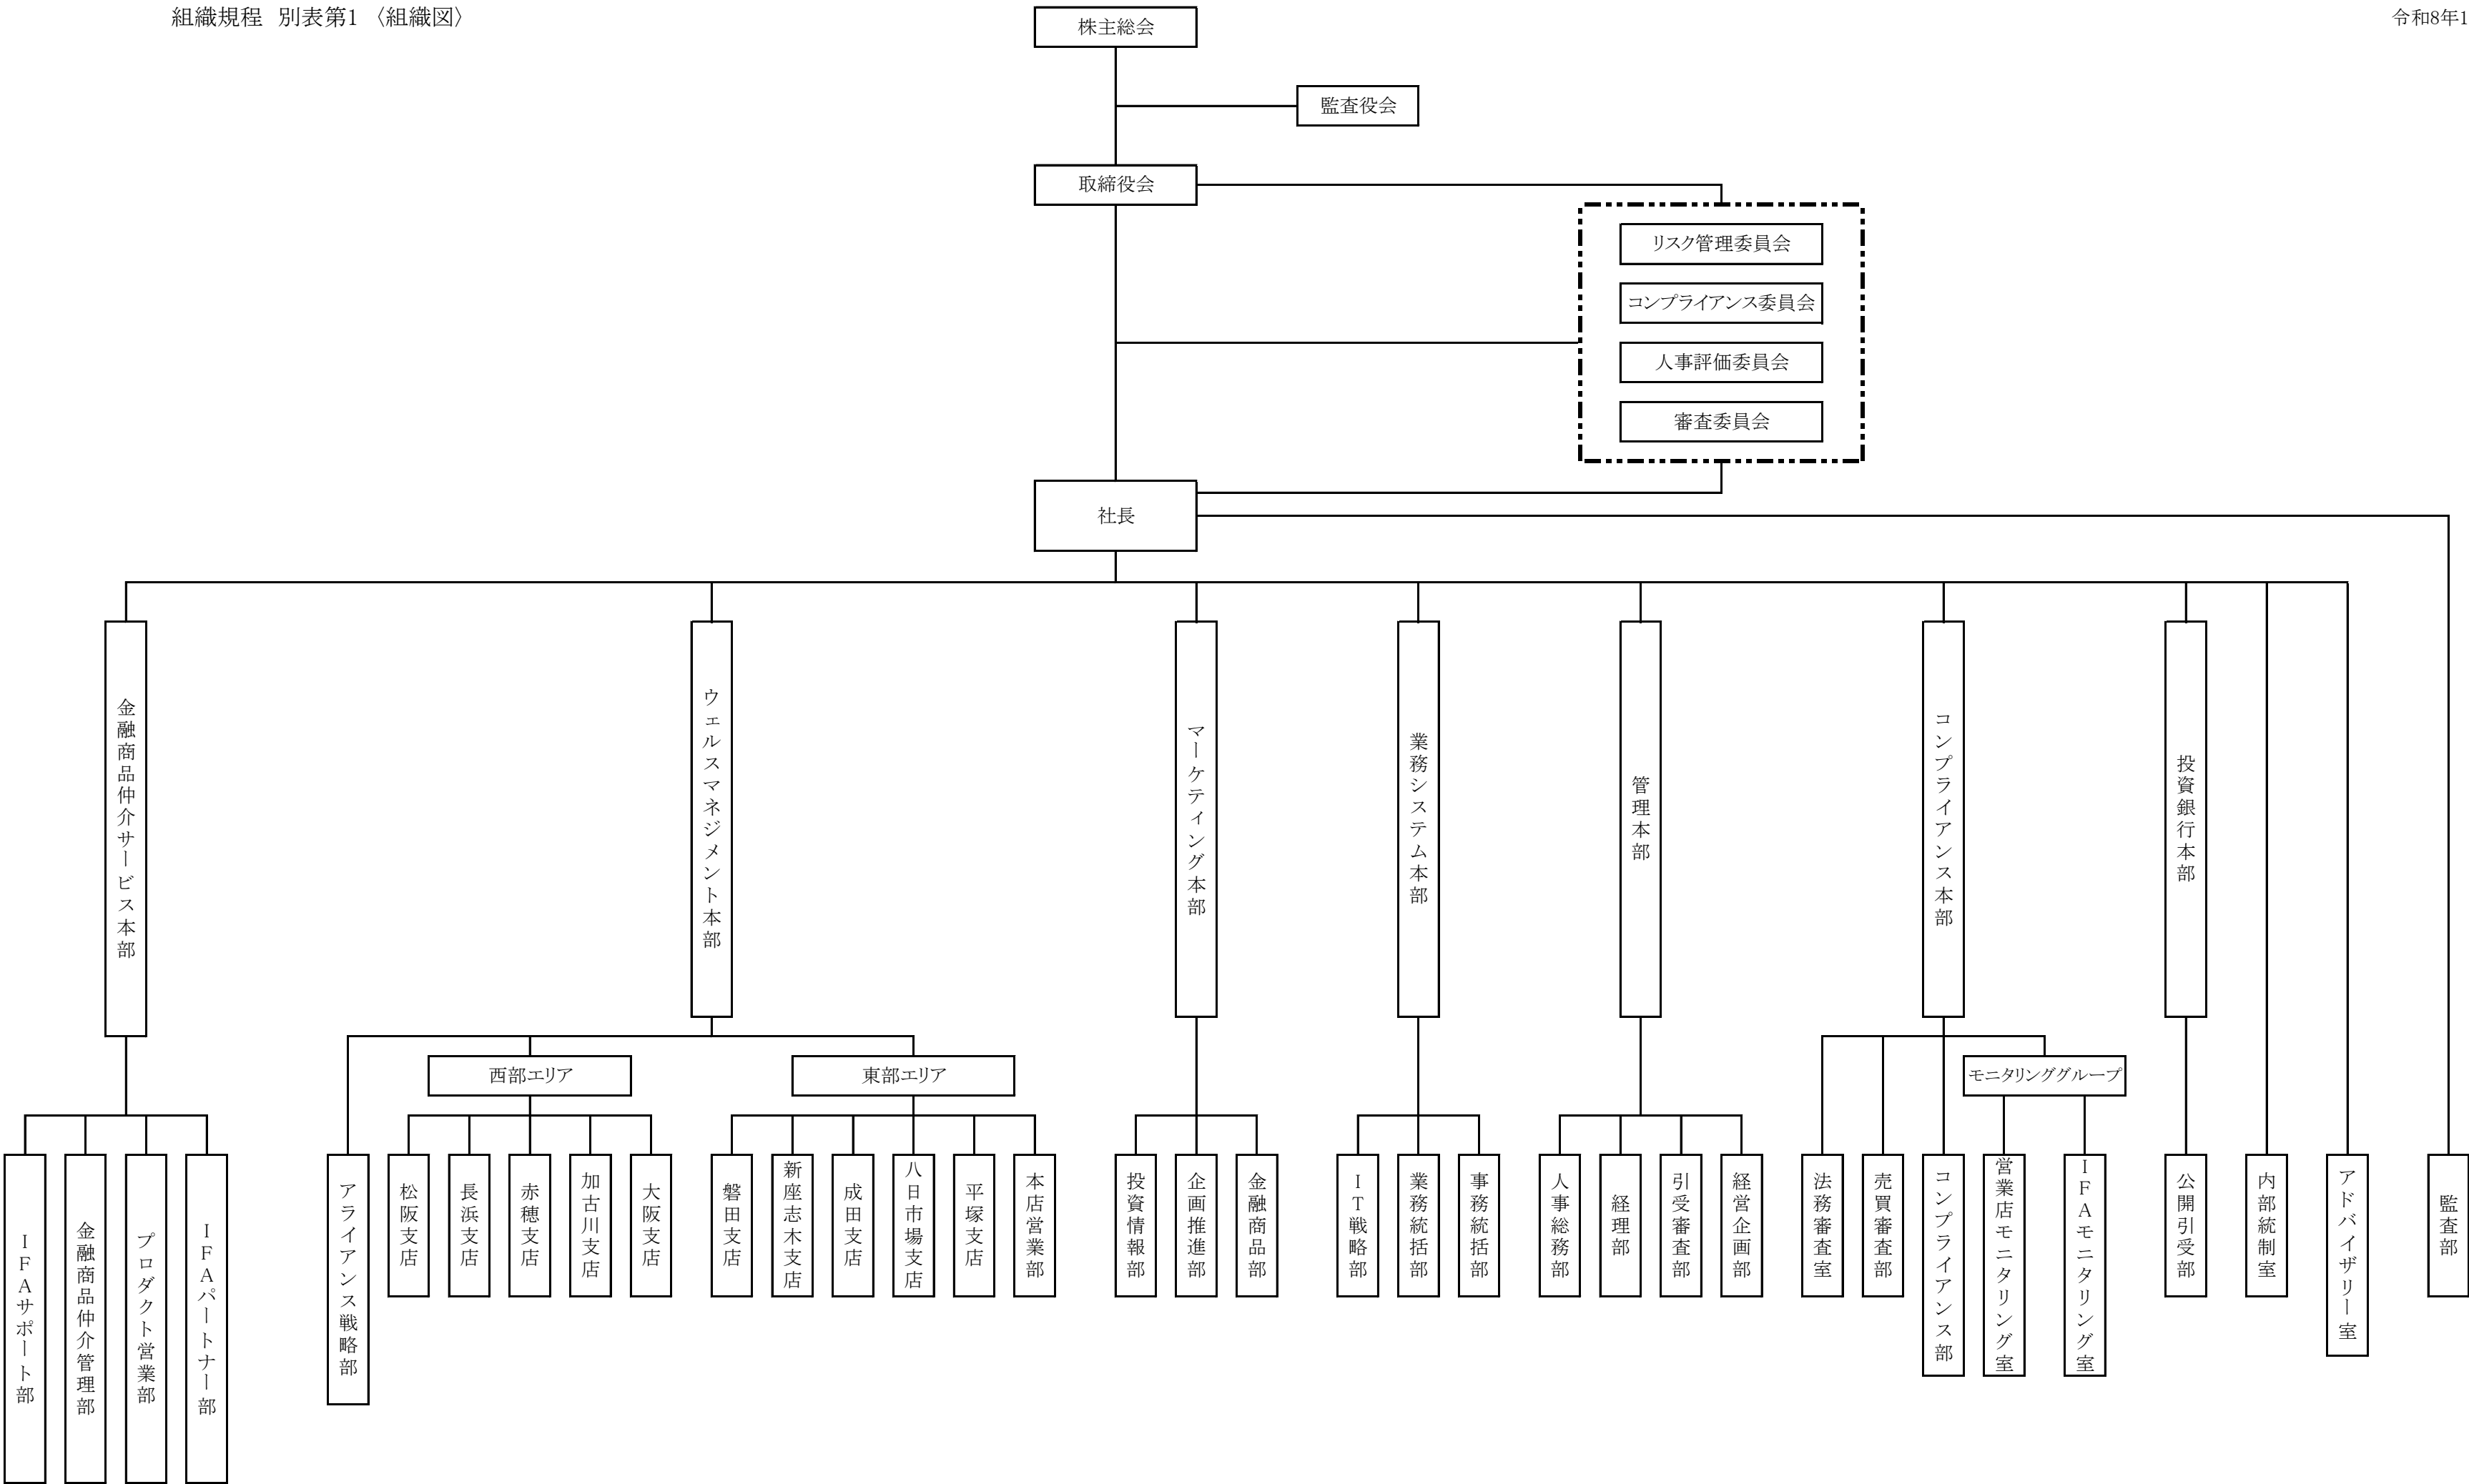 組織規程 別表第1 〈組織図〉
令和8年1
株主総会
監査役会
取締役会
リスク管理委員会
コンプライアンス委員会
人事評価委員会
審査委員会
社長
金融商品仲介サービス本部
ウェルスマネジメント本部
マーケティング本部
業務システム本部
管理本部
コンプライアンス本部
投資銀行本部
西部エリア
東部エリア
モニタリンググループ
IFAサポート部
金融商品仲介管理部
プロダクト営業部
IFAパートナー部
アライアンス戦略部
松阪支店
長浜支店
赤穂支店
加古川支店
大阪支店
磐田支店
新座志木支店
成田支店
八日市場支店
平塚支店
本店営業部
投資情報部
企画推進部
金融商品部
IT戦略部
業務統括部
事務統括部
人事総務部
経理部
引受審査部
経営企画部
法務審査室
売買審査部
コンプライアンス部
営業店モニタリング室
IFAモニタリング室
公開引受部
内部統制室
アドバイザリー室
監査部